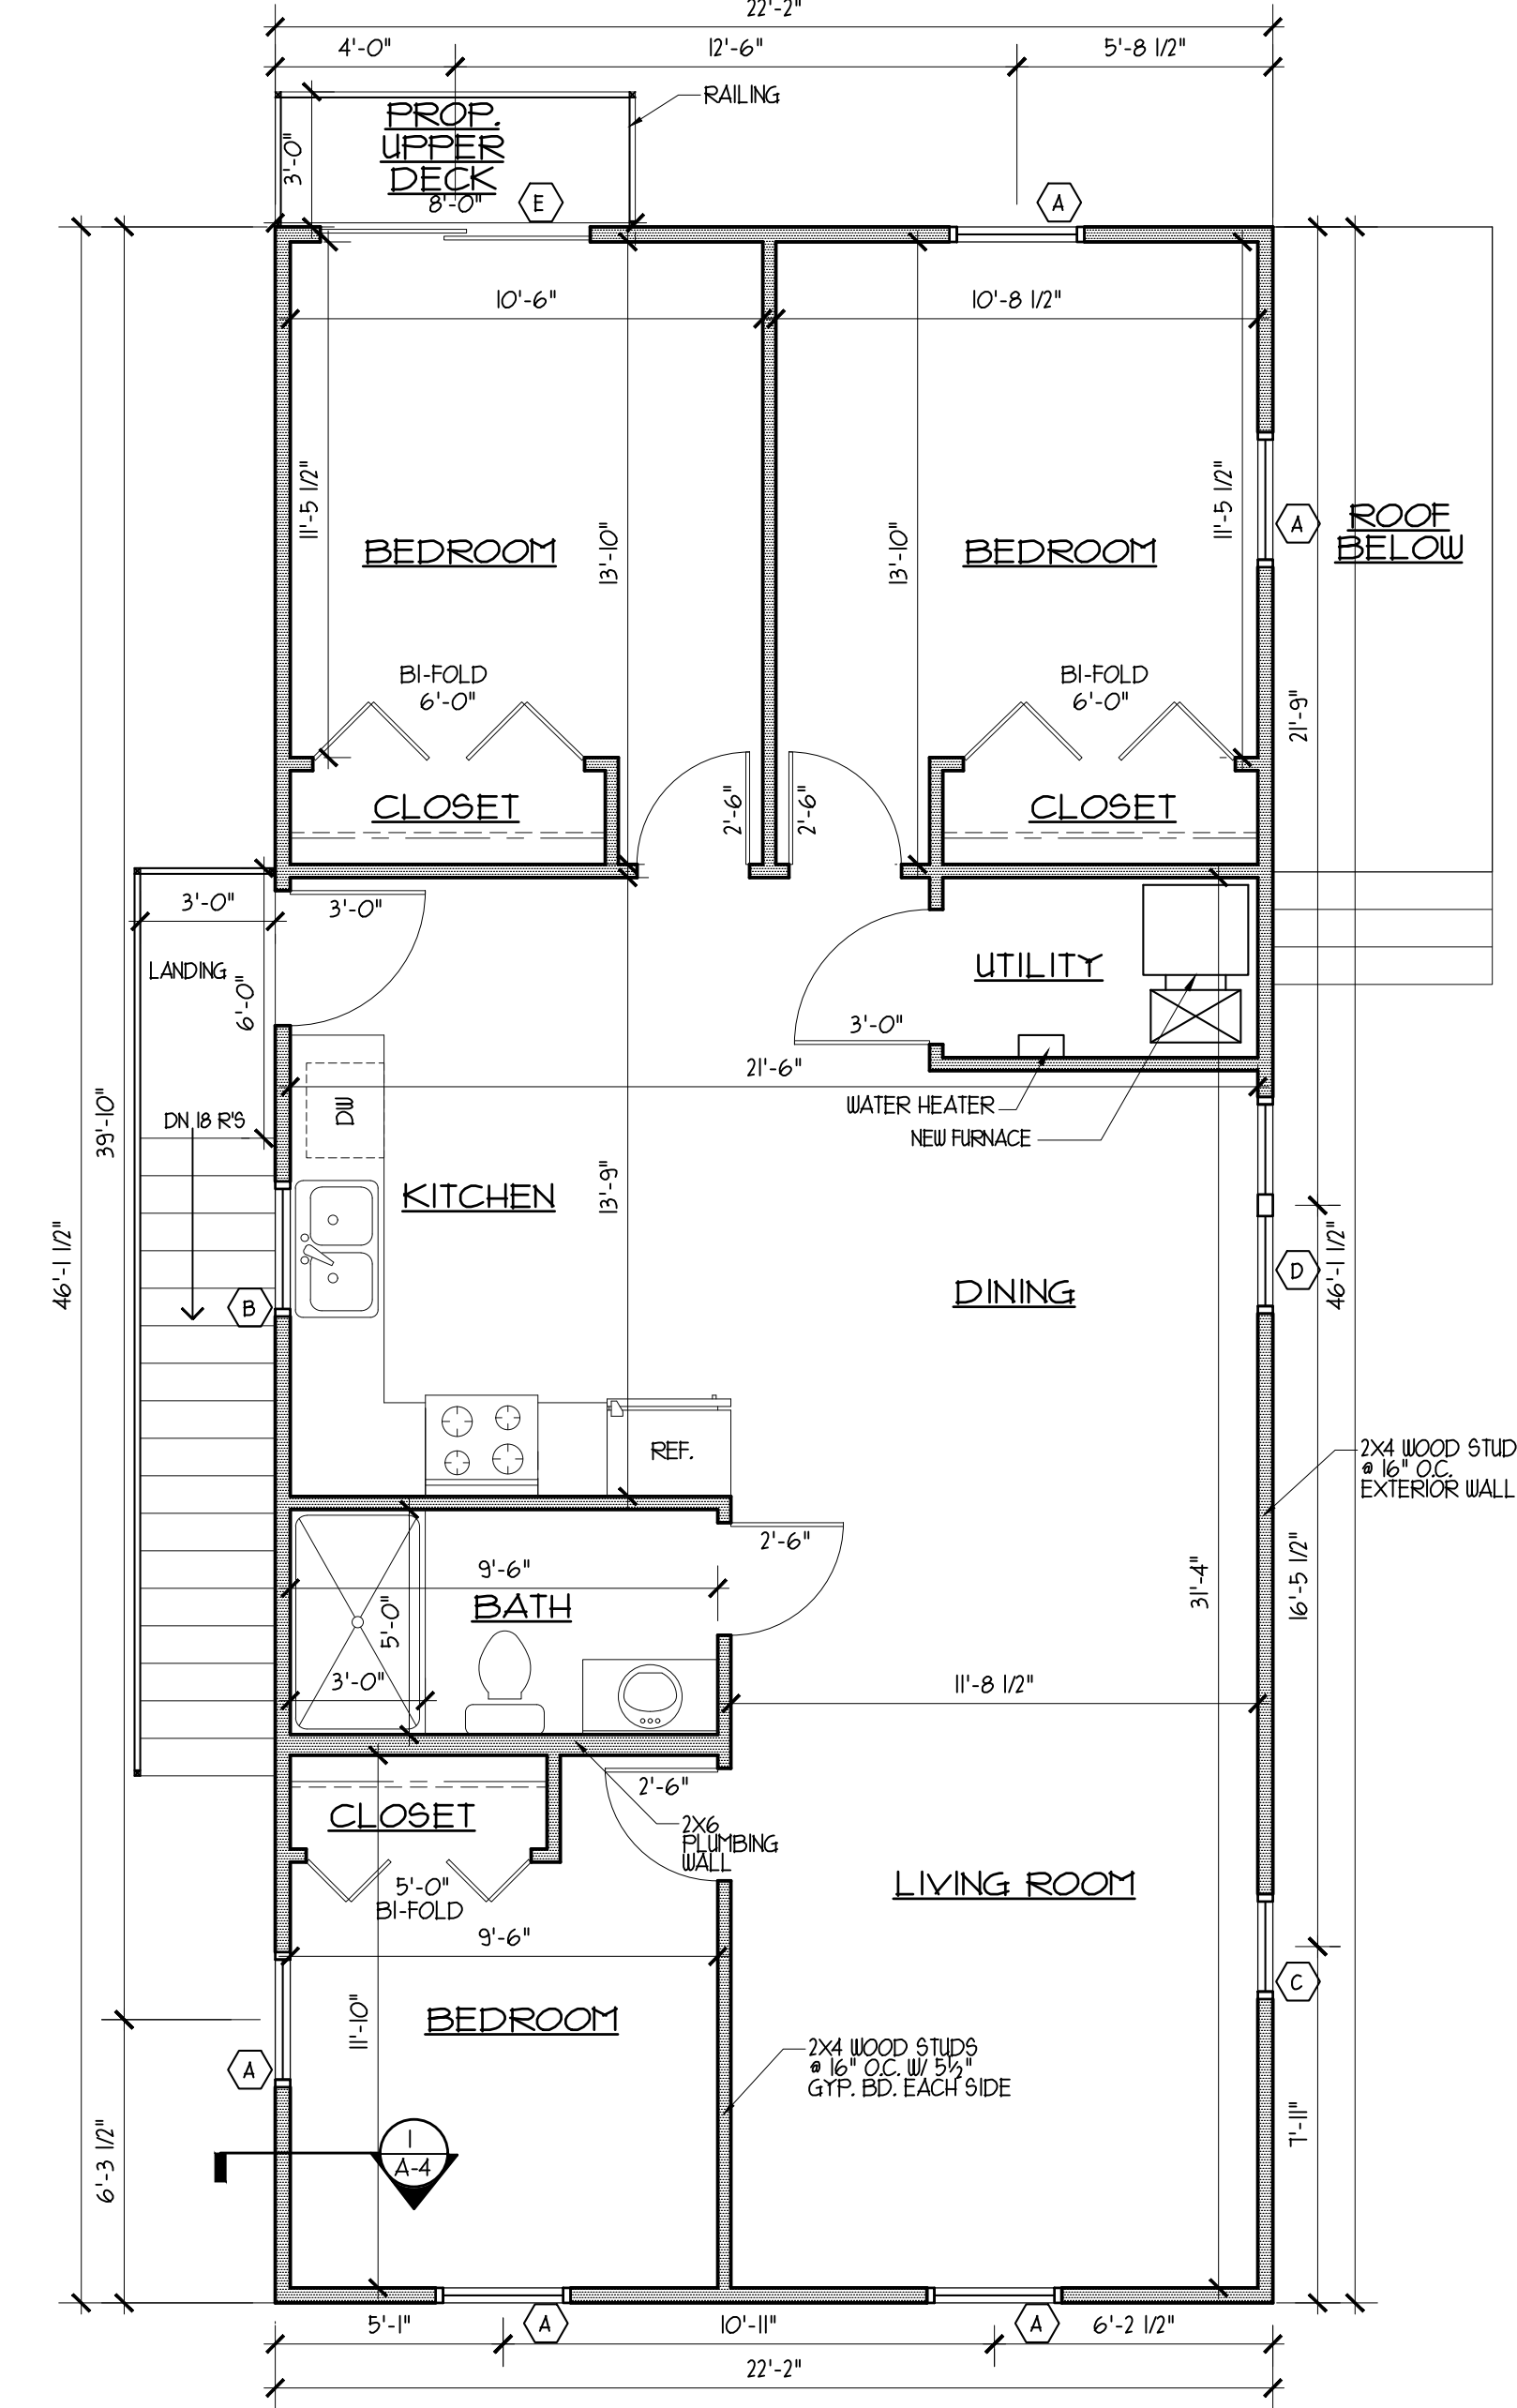 22'-2"
4'-0"
12'-6"
5'-8 1/2"
RAILING
PROP.
UPPER
DECK
3'-0"
8'-0"
E
A
10'-6"
10'-8 1/2"
11'-5 1/2"
13'-10"
13'-10"
11'-5 1/2"
BEDROOM
BEDROOM
A
ROOF
BELOW
BI-FOLD
6'-0"
BI-FOLD
6'-0"
21'-9"
CLOSET
2'-6"
2'-6"
CLOSET
3'-0"
3'-0"
LANDING
6'-0"
UTILITY
3'-0"
21'-6"
WATER HEATER
NEW FURNACE
DW
DN 18 R'S
39'-10"
KITCHEN
13'-9"
46'-1 1/2"
46'-1 1/2"
B
D
DINING
REF.
2X4 WOOD STUD
@ 16" O.C.
EXTERIOR WALL
2'-6"
9'-6"
BATH
5'-0"
3'-0"
31'-4"
16'-5 1/2"
11'-8 1/2"
2'-6"
CLOSET
2X6
PLUMBING
WALL
5'-0"
BI-FOLD
LIVING ROOM
9'-6"
C
BEDROOM
11'-10"
A
2X4 WOOD STUDS
@ 16" O.C. W/ 5½"
GYP. BD. EACH SIDE
6'-3 1/2"
7'-11"
1
A-4
5'-1"
A
10'-11"
A
6'-2 1/2"
22'-2"